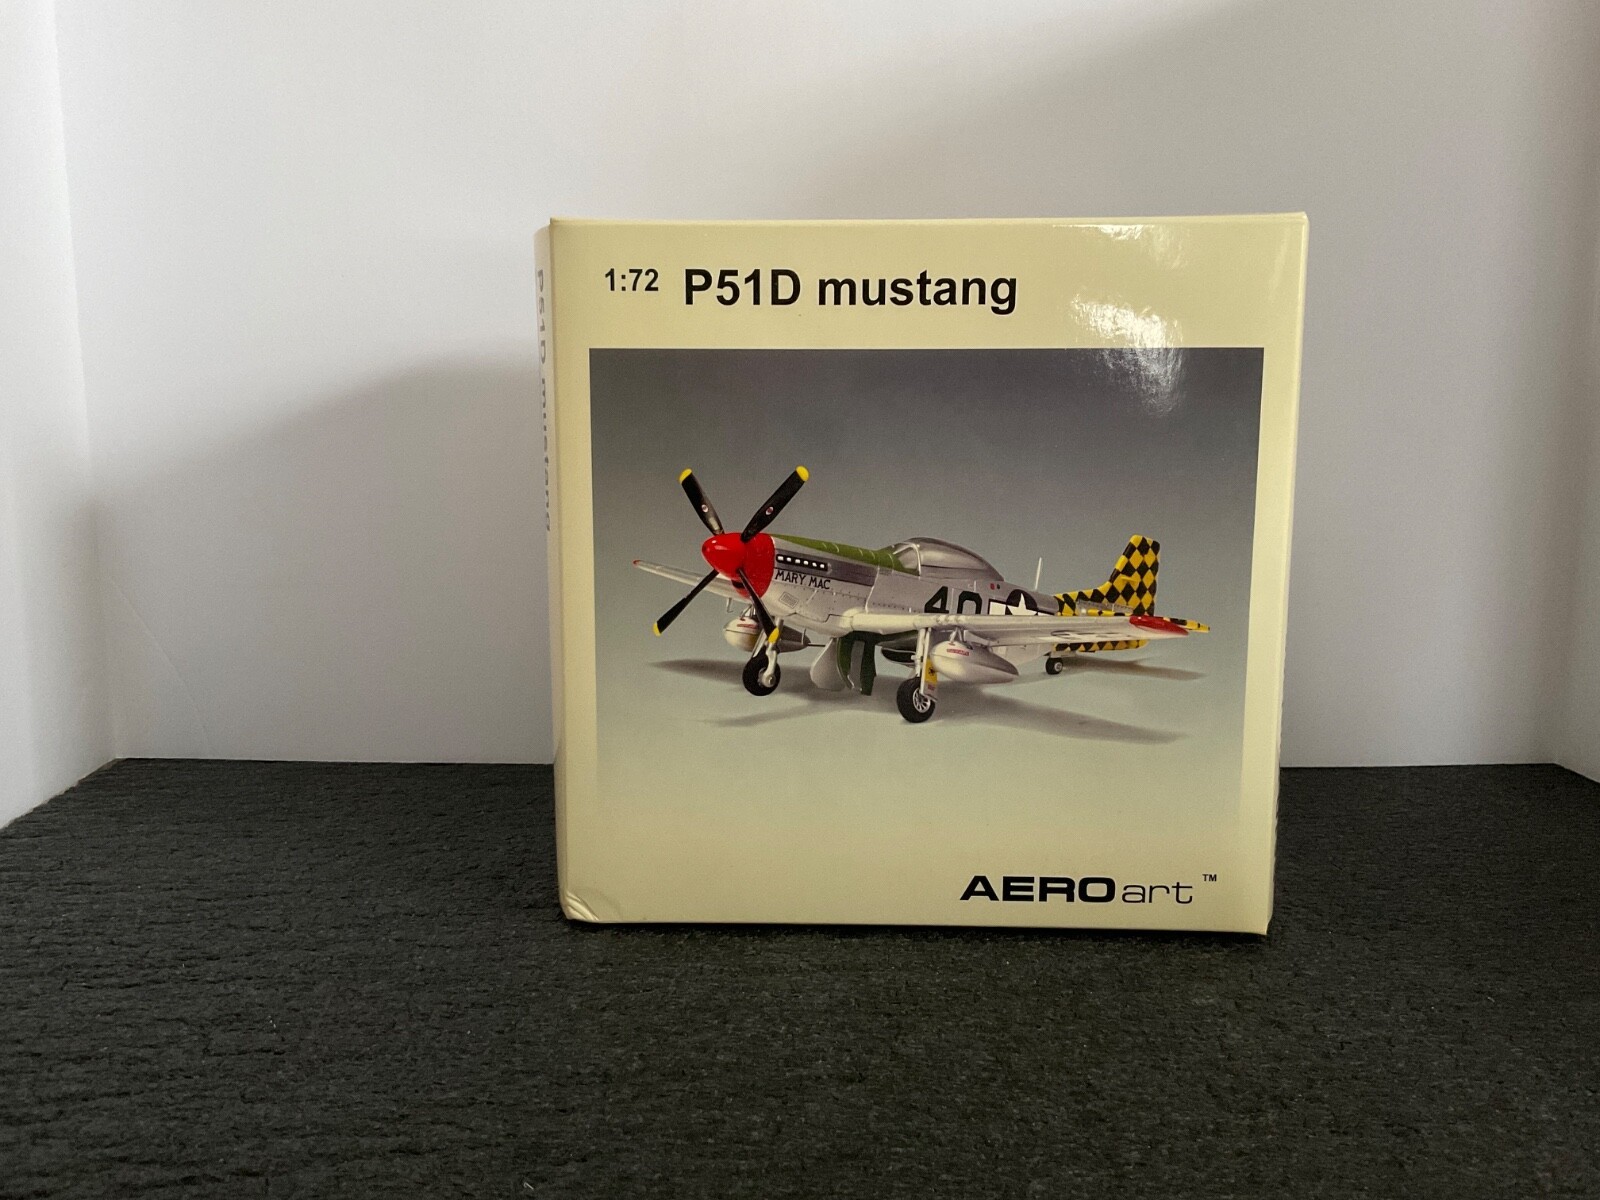 1:72 P51D mustang
P51D mustang
MARY MAC
40
AEROart™